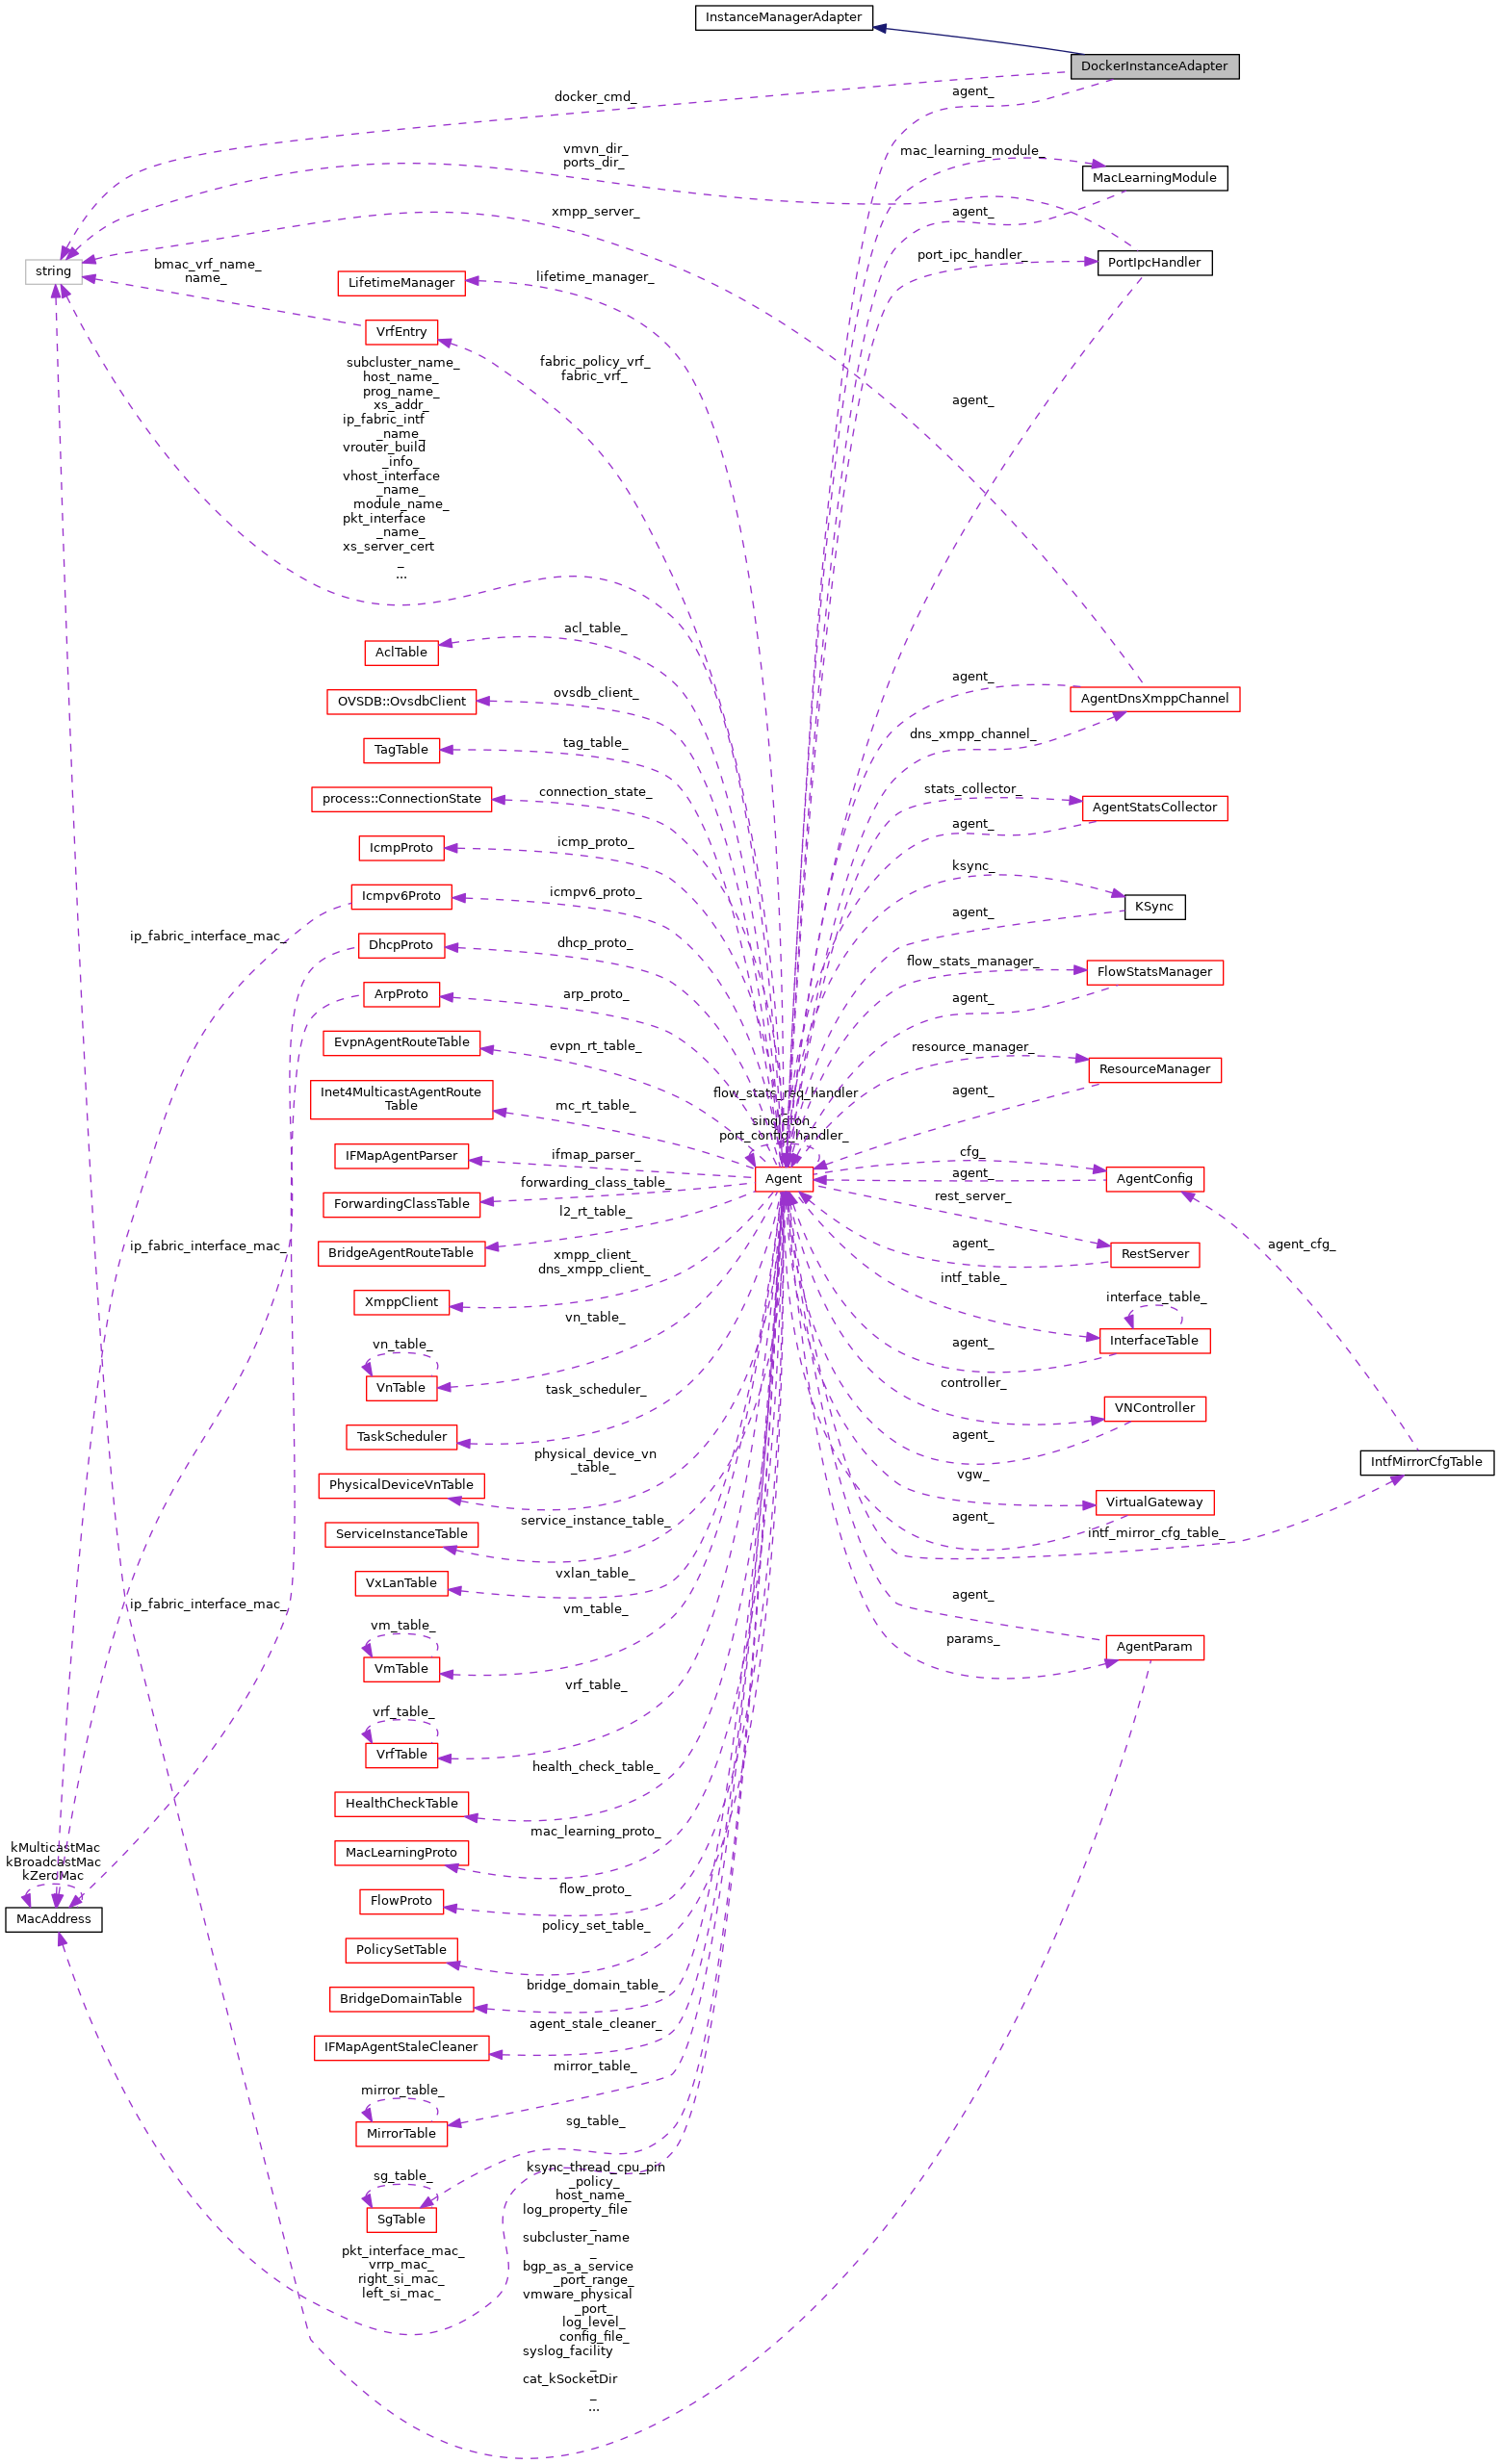 InstanceManagerAdapter
DockerInstanceAdapter
agent_
docker_cmd_
vmvn_dir_
ports_dir_
mac_learning_module_
MacLearningModule
xmpp_server_
agent_
port_ipc_handler_
PortIpcHandler
string
bmac_vrf_name_
name_
LifetimeManager
lifetime_manager_
VrfEntry
fabric_policy_vrf_
fabric_vrf_
subcluster_name_
host_name_
prog_name_
xs_addr_
ip_fabric_intf
_name_
vrouter_build
_info_
vhost_interface
_name_
module_name_
pkt_interface
_name_
xs_server_cert
_
...
agent_
AclTable
acl_table_
OVSDB::OvsdbClient
ovsdb_client_
agent_
AgentDnsXmppChannel
TagTable
tag_table_
dns_xmpp_channel_
process::ConnectionState
connection_state_
stats_collector_
AgentStatsCollector
agent_
IcmpProto
icmp_proto_
Icmpv6Proto
icmpv6_proto_
ksync_
KSync
agent_
ip_fabric_interface_mac_
DhcpProto
dhcp_proto_
flow_stats_manager_
FlowStatsManager
agent_
ArpProto
arp_proto_
EvpnAgentRouteTable
evpn_rt_table_
resource_manager_
ResourceManager
agent_
Inet4MulticastAgentRoute
Table
mc_rt_table_
flow_stats_req_handler
_
singleton_
port_config_handler_
IFMapAgentParser
ifmap_parser_
Agent
cfg_
agent_
AgentConfig
ForwardingClassTable
forwarding_class_table_
rest_server_
l2_rt_table_
ip_fabric_interface_mac_
BridgeAgentRouteTable
agent_
RestServer
agent_cfg_
xmpp_client_
dns_xmpp_client_
intf_table_
XmppClient
interface_table_
vn_table_
vn_table_
agent_
InterfaceTable
VnTable
controller_
task_scheduler_
VNController
TaskScheduler
agent_
physical_device_vn
_table_
PhysicalDeviceVnTable
vgw_
IntfMirrorCfgTable
VirtualGateway
service_instance_table_
ServiceInstanceTable
agent_
intf_mirror_cfg_table_
vxlan_table_
VxLanTable
agent_
ip_fabric_interface_mac_
vm_table_
vm_table_
VmTable
params_
AgentParam
vrf_table_
vrf_table_
VrfTable
health_check_table_
HealthCheckTable
mac_learning_proto_
MacLearningProto
kMulticastMac
kBroadcastMac
kZeroMac
MacAddress
flow_proto_
FlowProto
policy_set_table_
PolicySetTable
bridge_domain_table_
BridgeDomainTable
agent_stale_cleaner_
IFMapAgentStaleCleaner
mirror_table_
mirror_table_
MirrorTable
sg_table_
sg_table_
SgTable
pkt_interface_mac_
vrrp_mac_
right_si_mac_
left_si_mac_
ksync_thread_cpu_pin
_policy_
host_name_
log_property_file
_
subcluster_name
_
bgp_as_a_service
_port_range_
vmware_physical
_port_
log_level_
config_file_
syslog_facility
_
cat_kSocketDir
_
...